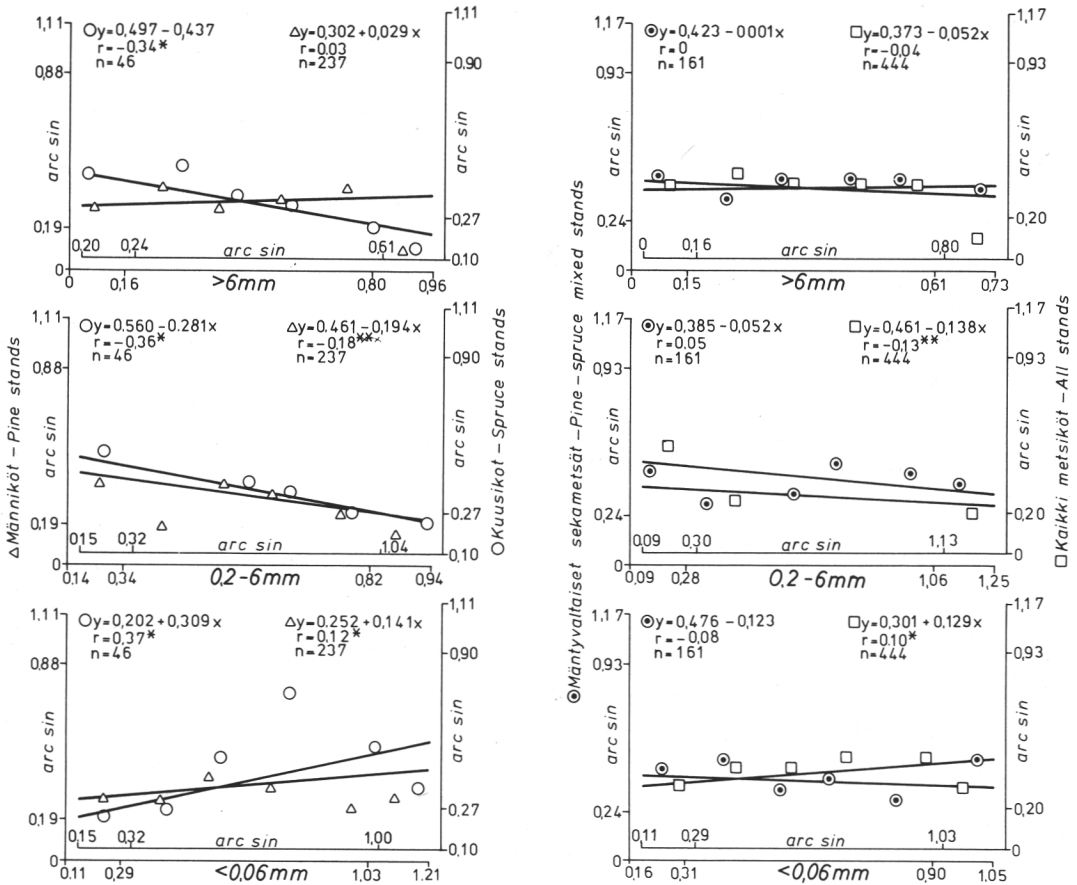 1,11
0,88
0,19
0
arc sin
○y=0,497-0,437
r=-0,34*
n=46
△y=0,302+0,029x
r=0,03
n=237
1,11
0,90
0,27
0,10
arc sin
0,20 0,24 arc sin 0,61
0 0,16 >6mm 0,80 0,96
1,17
0,93
0,24
0
arc sin
◉y=0,423-0001x
r=0
n=161
□y=0,373-0,052x
r=-0,04
n=444
1,17
0,93
0,20
0
arc sin
0 0,16 arc sin 0,80
0 0,15 >6mm 0,61 0,73
△Männiköt-Pine stands
1,11
0,88
0,19
0
arc sin
○y=0,560-0.281x
r=-0,36*
n=46
△y=0,461-0,194x
r=-0,18***
n=237
1,11
0,90
0,27
0,10
arc sin
0,15 0,32 arc sin 1,04
0,14 0,34 0,2-6mm 0,82 0,94
○Kuusikot-Spruce stands
◉Mäntyvaltaiset sekametsät-Pine-spruce mixed stands
1,17
0,93
0,24
0
arc sin
◉y=0,385-0,052x
r=0,05
n=161
□y=0,461-0,138x
r=-0,13**
n=444
1,17
0,93
0,20
0
arc sin
0,09 0,30 arc sin 1,13
0,09 0,28 0,2-6mm 1,06 1,25
□Kaikki metsiköt-All stands
1,11
0,88
0,19
0
arc sin
○y=0,202+0,309x
r=0,37*
n=46
△y=0.252+0,141x
r=0,12*
n=237
1,11
0,90
0,27
0,10
arc sin
0,15 0,32 arc sin 1,00
0.11 0,29 <0,06mm 1,03 1.21
1,17
0,93
0,24
0
arc sin
◉y=0,476-0,123
r=-0,08
n=161
□y=0,301+0,129x
r=0,10*
n=444
1,17
0,93
0,20
0
arc sin
0,11 0,29 arc sin 1,03
0,16 0,31 <0,06mm 0,90 1,05